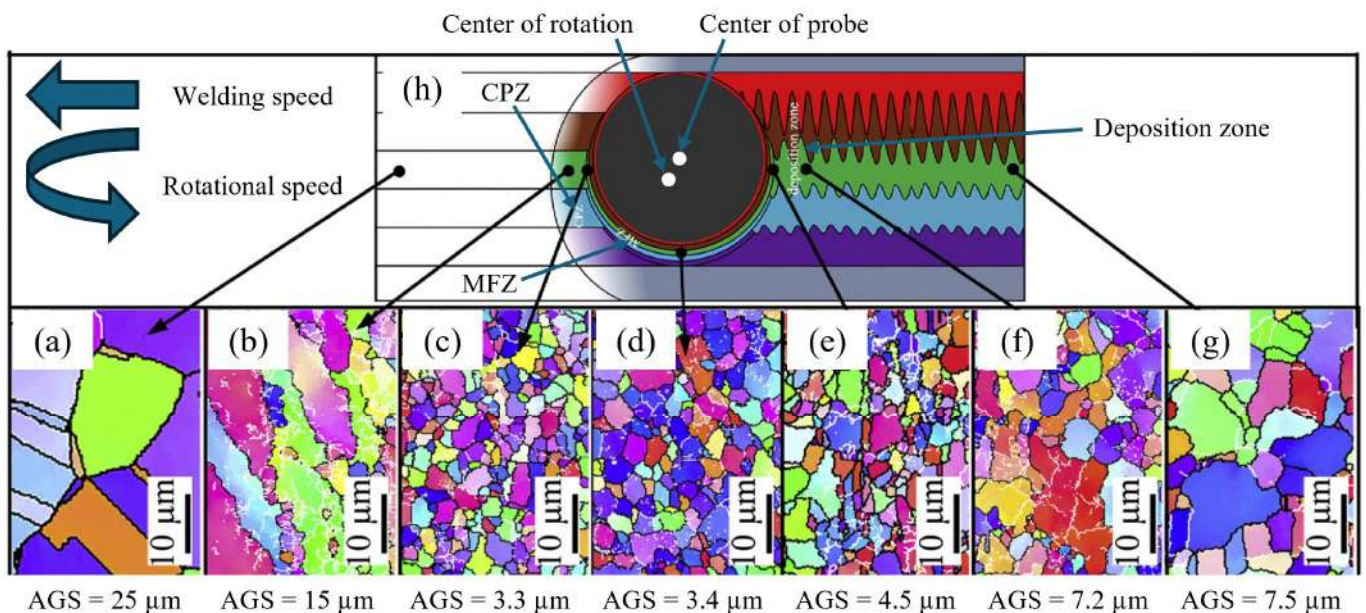 Center of rotation
Center of probe
Welding speed
(h)
CPZ
Deposition zone
deposition zone
Rotational speed
CPZ
MFZ
MFZ
(a)
(b)
(c)
(d)
(e)
(f)
(g)
10 µm
10 µm
10 µm
10 µm
10 µm
10 µm
10 µm
AGS = 25 µm
AGS = 15 µm
AGS = 3.3 µm
AGS = 3.4 µm
AGS = 4.5 µm
AGS = 7.2 µm
AGS = 7.5 µm